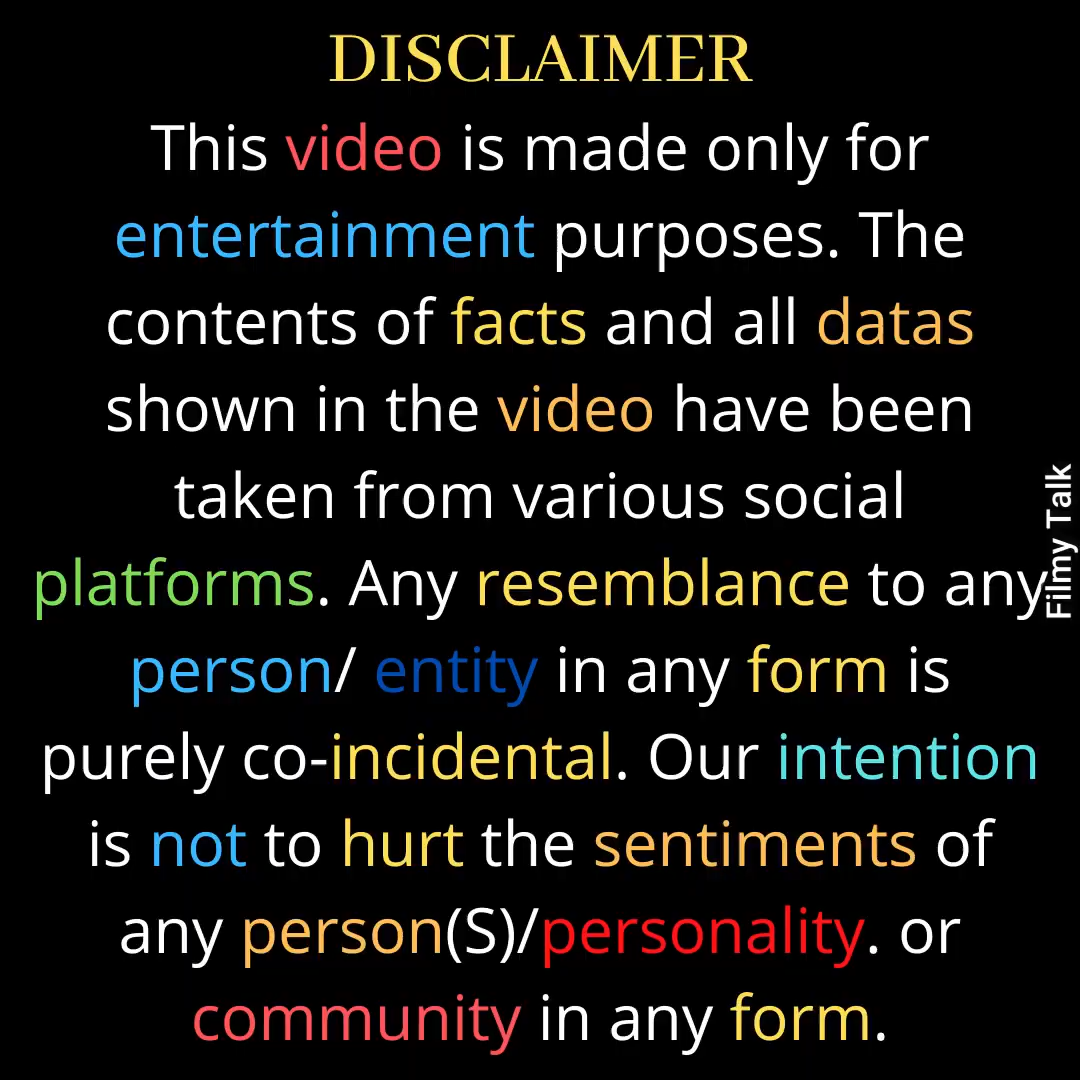 DISCLAIMER
This video is made only for
entertainment purposes. The
contents of facts and all datas
shown in the video have been
taken from various social
platforms. Any resemblance to any
person/ entity in any form is
purely co-incidental. Our intention
is not to hurt the sentiments of
any person(S)/personality. or
community in any form.
Filmy Talk